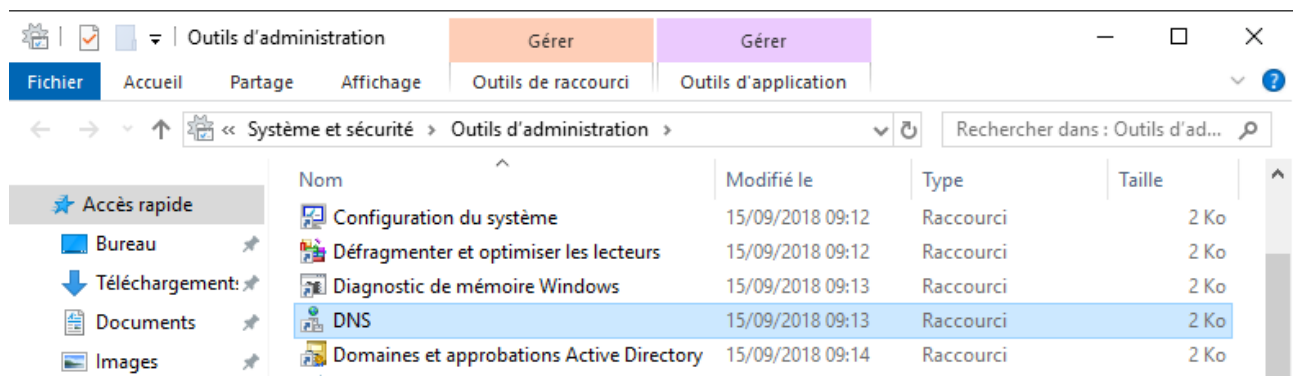 Outils d'administration Gérer Gérer
Fichier Accueil Partage Affichage Outils de raccourci Outils d'application
« Système et sécurité > Outils d'administration > Rechercher dans : Outils d'ad...
Nom Modifié le Type Taille
Accès rapide
Configuration du système 15/09/2018 09:12 Raccourci 2 Ko
Bureau
Défragmenter et optimiser les lecteurs 15/09/2018 09:12 Raccourci 2 Ko
Téléchargements
Diagnostic de mémoire Windows 15/09/2018 09:13 Raccourci 2 Ko
Documents
DNS 15/09/2018 09:13 Raccourci 2 Ko
Images
Domaines et approbations Active Directory 15/09/2018 09:14 Raccourci 2 Ko